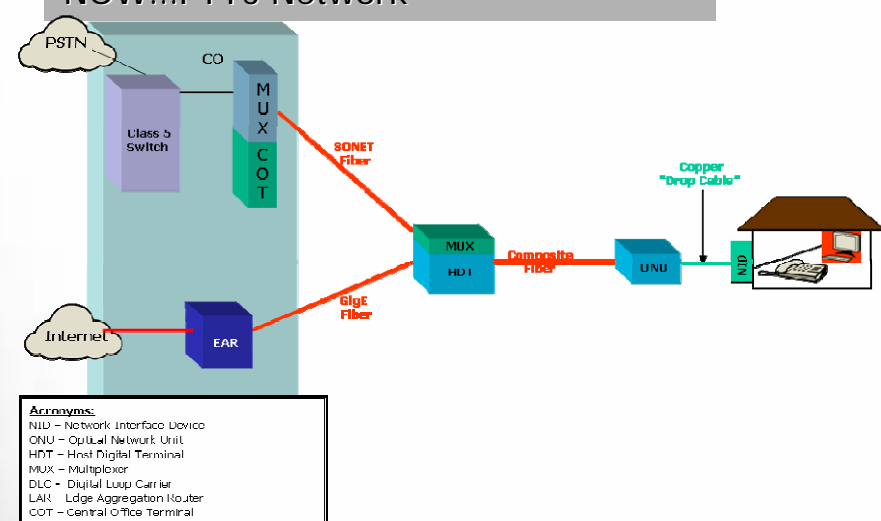 Network
PSTN
CO
Class 5
Switch
MUX
COT
SONET
Fiber
Copper
"Drop Cable"
MUX
HDT
Composite
Fiber
ONU
NID
GigE
Fiber
Internet
EAR
Acronyms:
NID – Network Interface Device
ONU – Optical Network Unit
HDT – Host Digital Terminal
MUX – Multiplexer
DLC - Digital Loop Carrier
EAR – Edge Aggregation Router
COT – Central Office Terminal